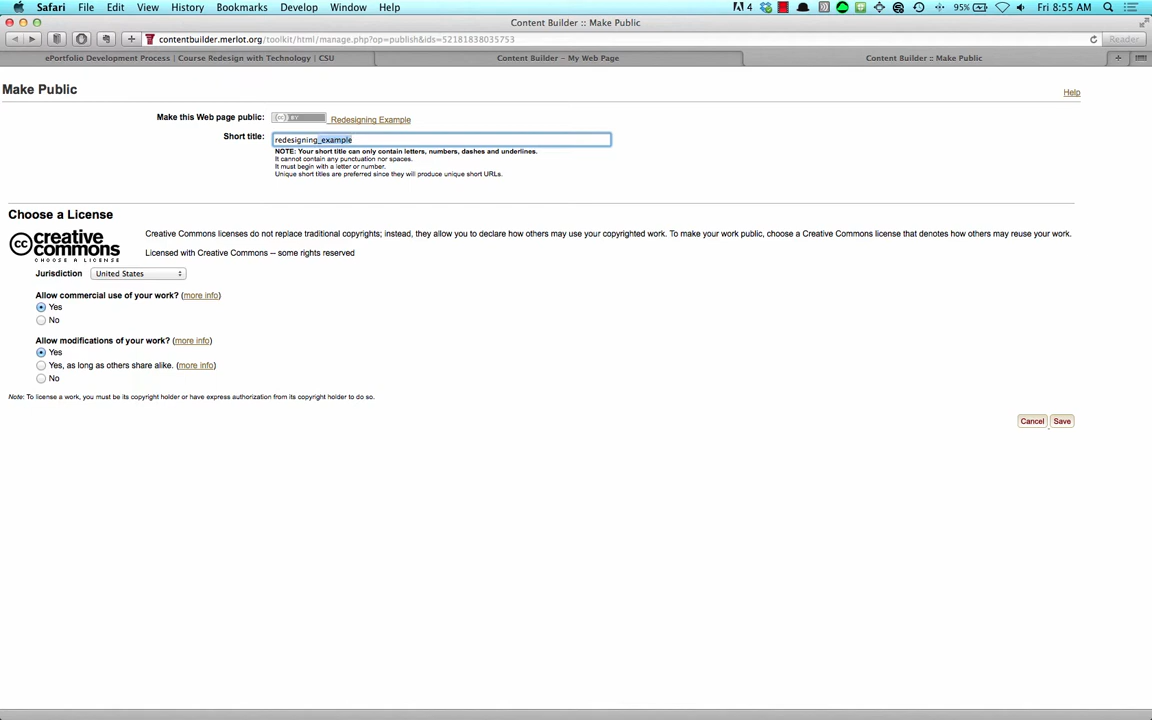 Safari File Edit View History Bookmarks Develop Window Help 4 95% Fri 8:55 AM
Content Builder :: Make Public
contentbuilder.merlot.org/toolkit/html/manage.php?op=publish&ids=52181838035753 Reader
ePortfolio Development Process | Course Redesign with Technology | CSU Content Builder – My Web Page Content Builder :: Make Public
Make Public
Help
Make this Web page public: (cc) BY Redesigning Example
Short title: redesigning_example
NOTE: Your short title can only contain letters, numbers, dashes and underlines.
It cannot contain any punctuation nor spaces.
It must begin with a letter or number.
Unique short titles are preferred since they will produce unique short URLs.
Choose a License
cc creative commons
CHOOSE A LICENSE
Creative Commons licenses do not replace traditional copyrights; instead, they allow you to declare how others may use your copyrighted work. To make your work public, choose a Creative Commons license that denotes how others may reuse your work.
Licensed with Creative Commons -- some rights reserved
Jurisdiction United States
Allow commercial use of your work? (more info)
Yes
No
Allow modifications of your work? (more info)
Yes
Yes, as long as others share alike. (more info)
No
Note: To license a work, you must be its copyright holder or have express authorization from its copyright holder to do so.
Cancel Save